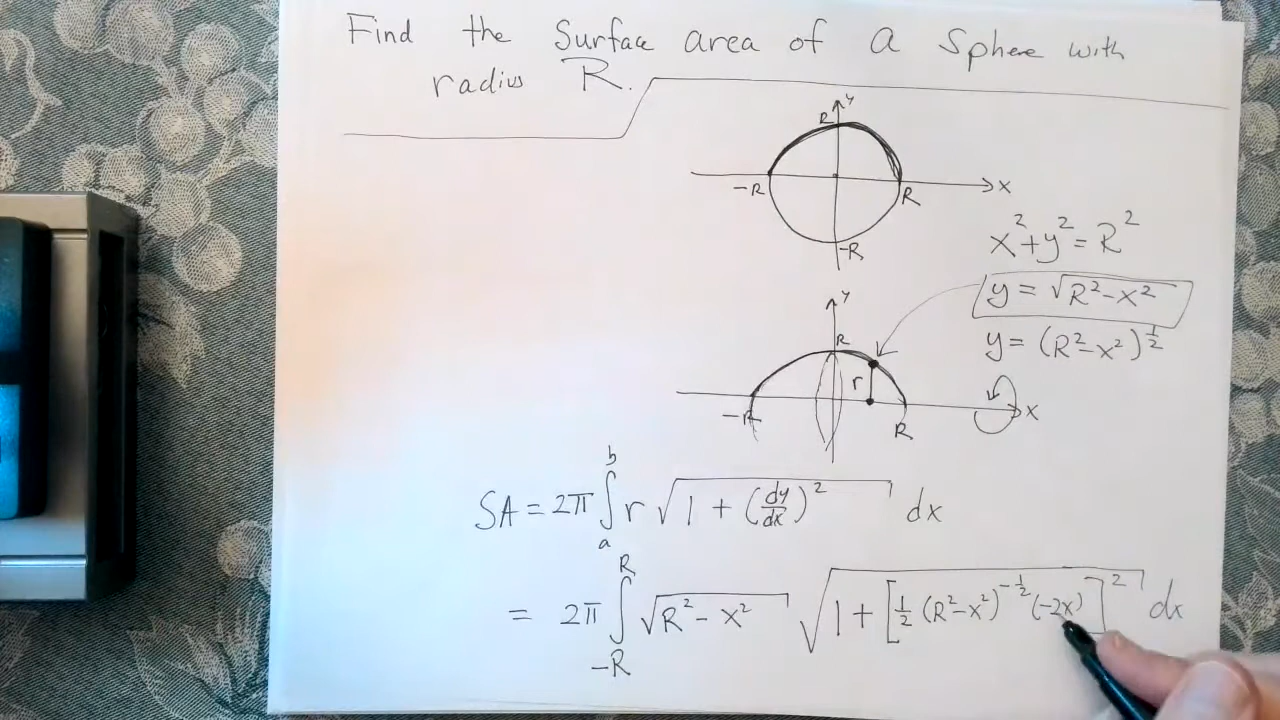 Find the Surface area of a Sphere with
radius R.
y
R
-R
R
x
-R
x² + y² = R²
y = √R² - x²
y = (R² - x²)^½
y
R
r
-R
R
x
SA = 2π ∫_a^b r √1 + (dy/dx)² dx
= 2π ∫_-R^R √R² - x² √1 + [½ (R² - x²)^-½ (-2x)]² dx